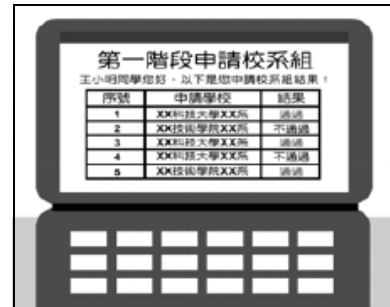 第一階段申請校系組
王小明同學您好，以下是您申請校系組結果：
序號 申請學校 結果
1 XX科技大學XX系 通過
2 XX技術學院XX系 不通過
3 XX科技大學XX系 通過
4 XX科技大學XX系 不通過
5 XX技術學院XX系 通過